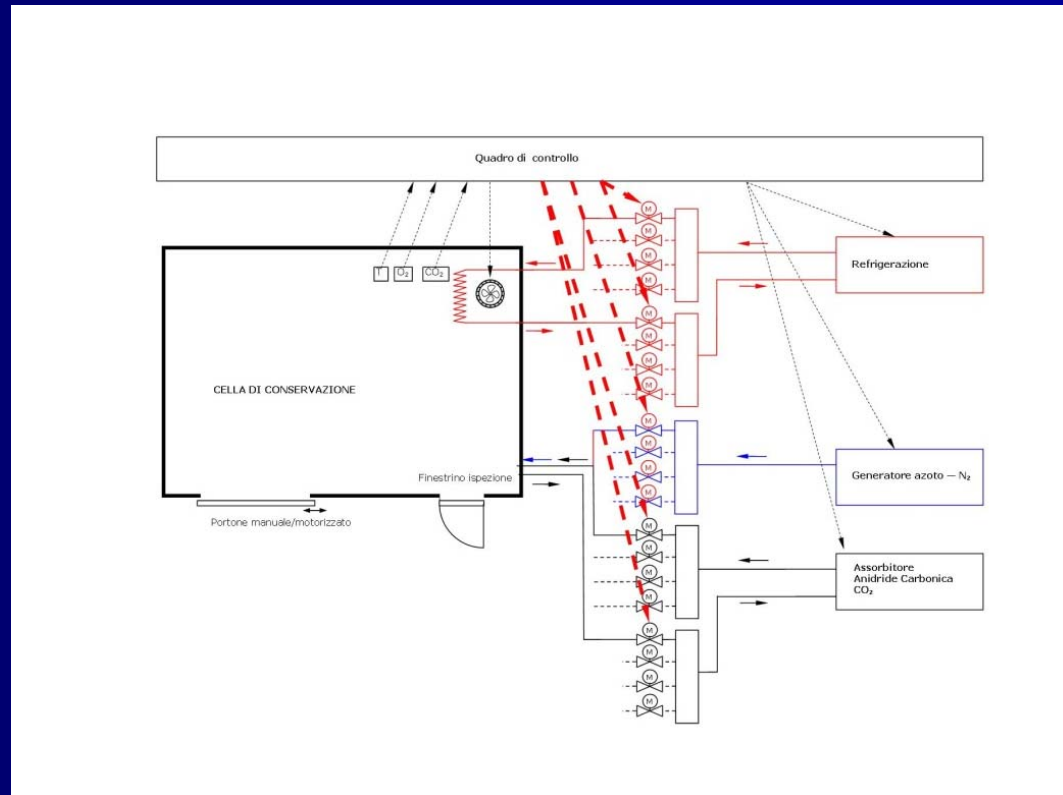 Quadro di controllo
M
M
M
M
T O₂ CO₂
Refrigerazione
M
M
M
M
CELLA DI CONSERVAZIONE
M
M
M
M
Finestrino ispezione
Generatore azoto — N₂
Portone manuale/motorizzato
M
M
M
M
Assorbitore
Anidride Carbonica
CO₂
M
M
M
M